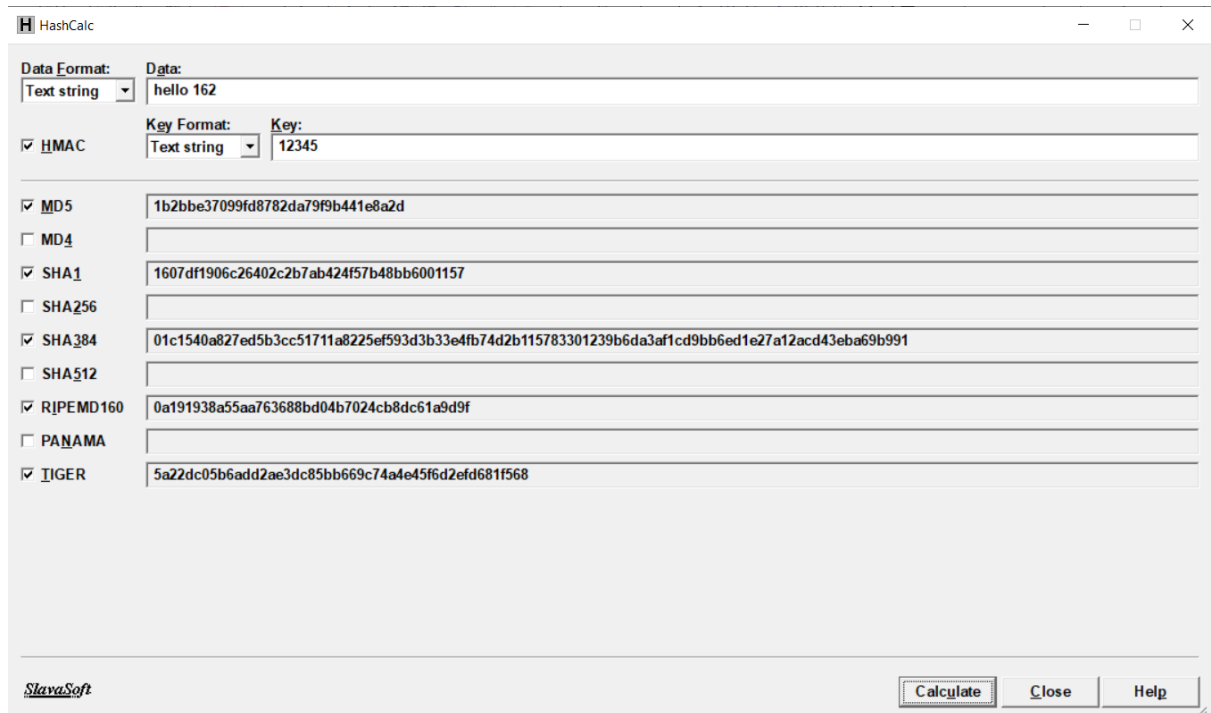 H HashCalc
Data Format: Data:
Text string hello 162
Key Format: Key:
HMAC Text string 12345
MD5 1b2bbe37099fd8782da79f9b441e8a2d
MD4
SHA1 1607df1906c26402c2b7ab424f57b48bb6001157
SHA256
SHA384 01c1540a827ed5b3cc51711a8225ef593d3b33e4fb74d2b115783301239b6da3af1cd9bb6ed1e27a12acd43eba69b991
SHA512
RIPEMD160 0a191938a55aa763688bd04b7024cb8dc61a9d9f
PANAMA
TIGER 5a22dc05b6add2ae3dc85bb669c74a4e45f6d2efd681f568
SlavaSoft Calculate Close Help